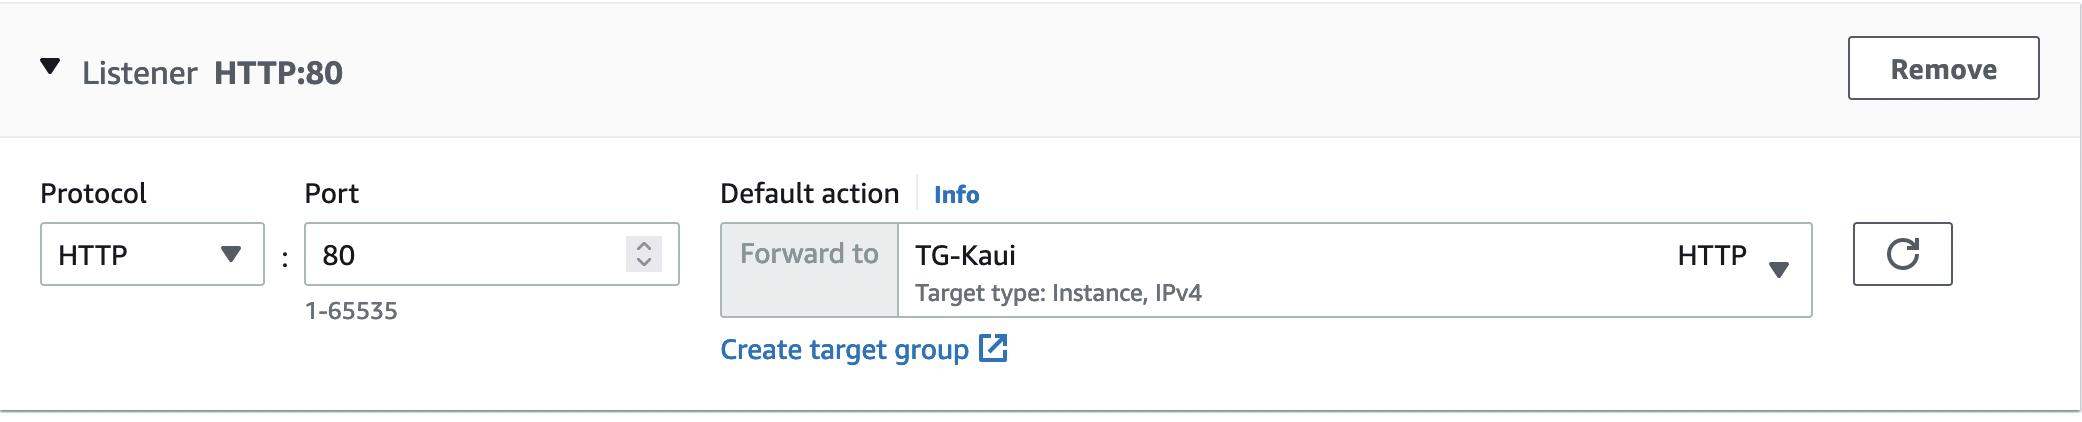 Listener HTTP:80
Remove
Protocol
Port
Default action
Info
HTTP
:
80
Forward to
TG-Kaui
HTTP
Target type: Instance, IPv4
1-65535
Create target group